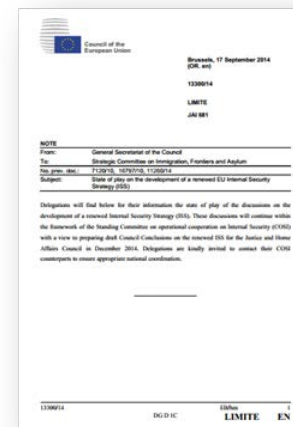 Council of the
European Union
Brussels, 17 September 2014
(OR. en)
13300/14
LIMITE
JAI 681
NOTE
From: General Secretariat of the Council
To: Strategic Committee on Immigration, Frontiers and Asylum
No. prev. doc.: 7120/10, 16797/10, 11260/14
Subject: State of play on the development of a renewed EU Internal Security
Strategy (ISS)
Delegations will find below for their information the state of play of the discussions on the
development of a renewed Internal Security Strategy (ISS). These discussions will continue within
the framework of the Standing Committee on operational cooperation on Internal Security (COSI)
with a view to preparing draft Council Conclusions on the renewed ISS for the Justice and Home
Affairs Council in December 2014. Delegations are kindly invited to contact their COSI
counterparts to ensure appropriate national coordination.
13300/14 1
DG D 1C LIMITE EN